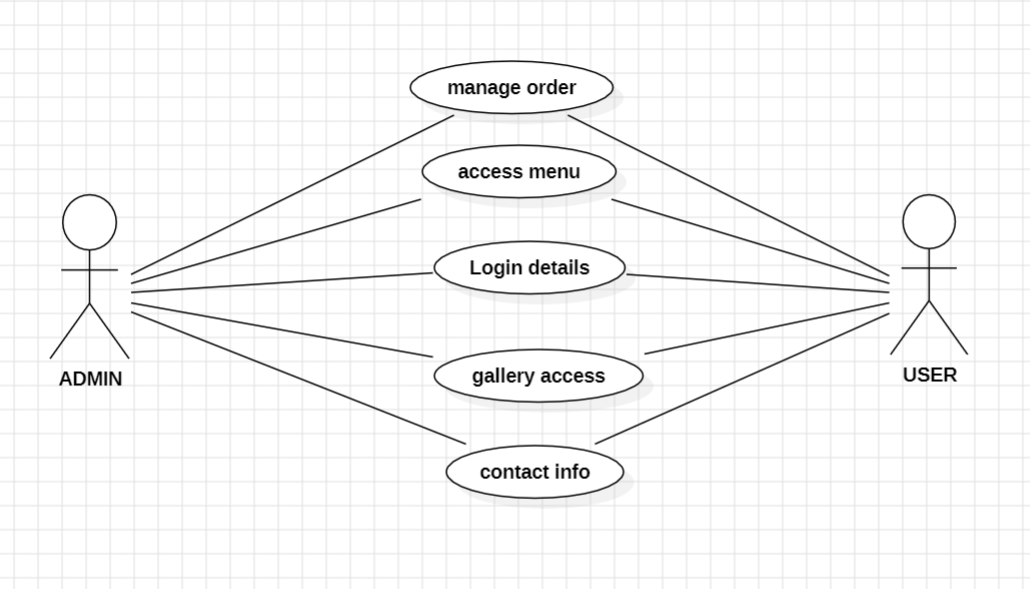 manage order
access menu
Login details
gallery access
contact info
ADMIN
USER